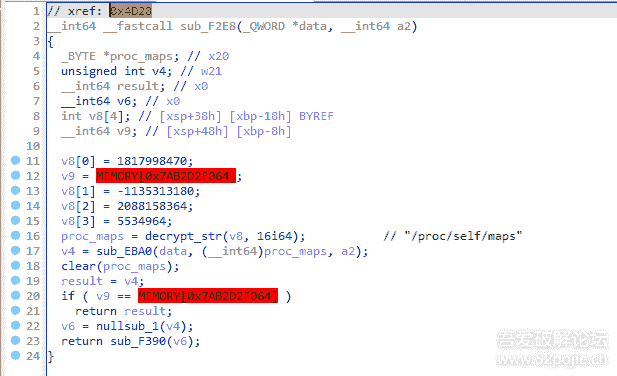 1 // xref: 0x4D23
2 __int64 __fastcall sub_F2E8(_QWORD *data, __int64 a2)
3 {
4 _BYTE *proc_maps; // x20
5 unsigned int v4; // w21
6 __int64 result; // x0
7 __int64 v6; // x0
8 int v8[4]; // [xsp+38h] [xbp-18h] BYREF
9 __int64 v9; // [xsp+48h] [xbp-8h]
10
11 v8[0] = 1817998470;
12 v9 = MEMORY[0x7AB2D2F064];
13 v8[1] = -1135313180;
14 v8[2] = 2088158364;
15 v8[3] = 5534964;
16 proc_maps = decrypt_str(v8, 16i64); // "/proc/self/maps"
17 v4 = sub_EBA0(data, (__int64)proc_maps, a2);
18 clear(proc_maps);
19 result = v4;
20 if ( v9 == MEMORY[0x7AB2D2F064] )
21 return result;
22 v6 = nullsub_1(v4);
23 return sub_F390(v6);
24 }
吾爱破解论坛
www.52pojie.cn